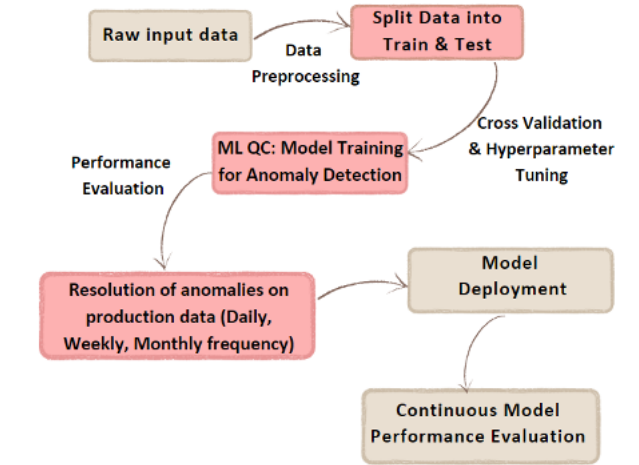 Raw input data
Data
Preprocessing
Split Data into
Train & Test
Cross Validation
& Hyperparameter
Tuning
ML QC: Model Training
for Anomaly Detection
Performance
Evaluation
Resolution of anomalies on
production data (Daily,
Weekly, Monthly frequency)
Model
Deployment
Continuous Model
Performance Evaluation